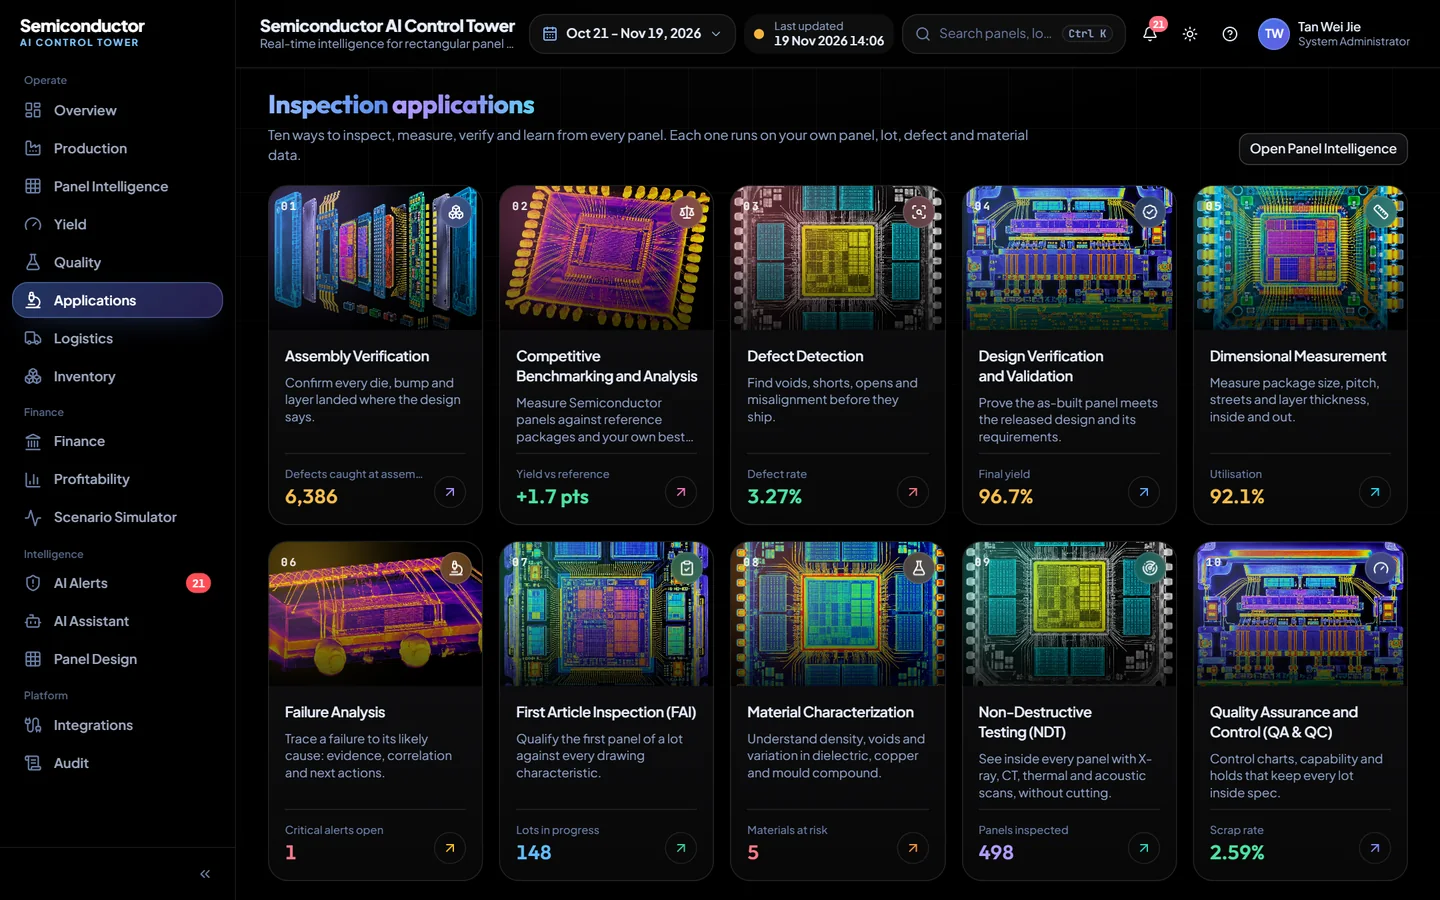 Semiconductor
AI CONTROL TOWER
Operate
Overview
Production
Panel Intelligence
Yield
Quality
Applications
Logistics
Inventory
Finance
Finance
Profitability
Scenario Simulator
Intelligence
AI Alerts
21
AI Assistant
Panel Design
Platform
Integrations
Audit
Semiconductor AI Control Tower
Real-time intelligence for rectangular panel ...
Oct 21 – Nov 19, 2026
Last updated
19 Nov 2026 14:06
Search panels, lo...
Ctrl K
21
TW
Tan Wei Jie
System Administrator
Inspection applications
Ten ways to inspect, measure, verify and learn from every panel. Each one runs on your own panel, lot, defect and material
data.
Open Panel Intelligence
01
Assembly Verification
Confirm every die, bump and
layer landed where the design
says.
Defects caught at assem...
6,386
02
Competitive
Benchmarking and Analysis
Measure Semiconductor
panels against reference
packages and your own best...
Yield vs reference
+1.7 pts
03
Defect Detection
Find voids, shorts, opens and
misalignment before they
ship.
Defect rate
3.27%
04
Design Verification
and Validation
Prove the as-built panel meets
the released design and its
requirements.
Final yield
96.7%
05
Dimensional Measurement
Measure package size, pitch,
streets and layer thickness,
inside and out.
Utilisation
92.1%
06
Failure Analysis
Trace a failure to its likely
cause: evidence, correlation
and next actions.
Critical alerts open
1
07
First Article Inspection (FAI)
Qualify the first panel of a lot
against every drawing
characteristic.
Lots in progress
148
08
Material Characterization
Understand density, voids and
variation in dielectric, copper
and mould compound.
Materials at risk
5
09
Non-Destructive
Testing (NDT)
See inside every panel with X-
ray, CT, thermal and acoustic
scans, without cutting.
Panels inspected
498
10
Quality Assurance and
Control (QA & QC)
Control charts, capability and
holds that keep every lot
inside spec.
Scrap rate
2.59%